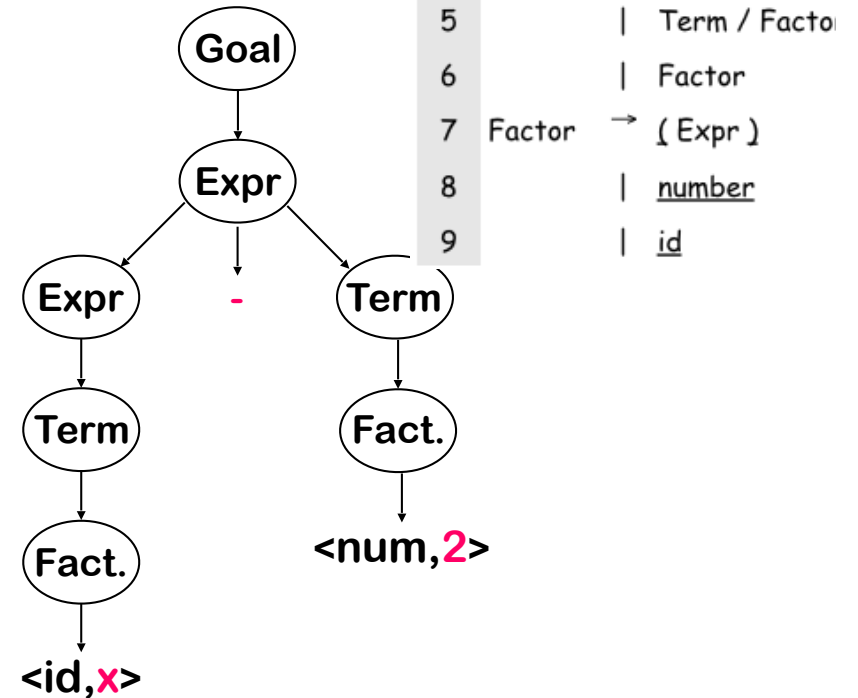 Goal
Expr
Expr - Term
Term Fact.
Fact. <num,2>
<id,x>
5 | Term /
6 | Factor
7 Factor → ( Expr )
8 | number
9 | id